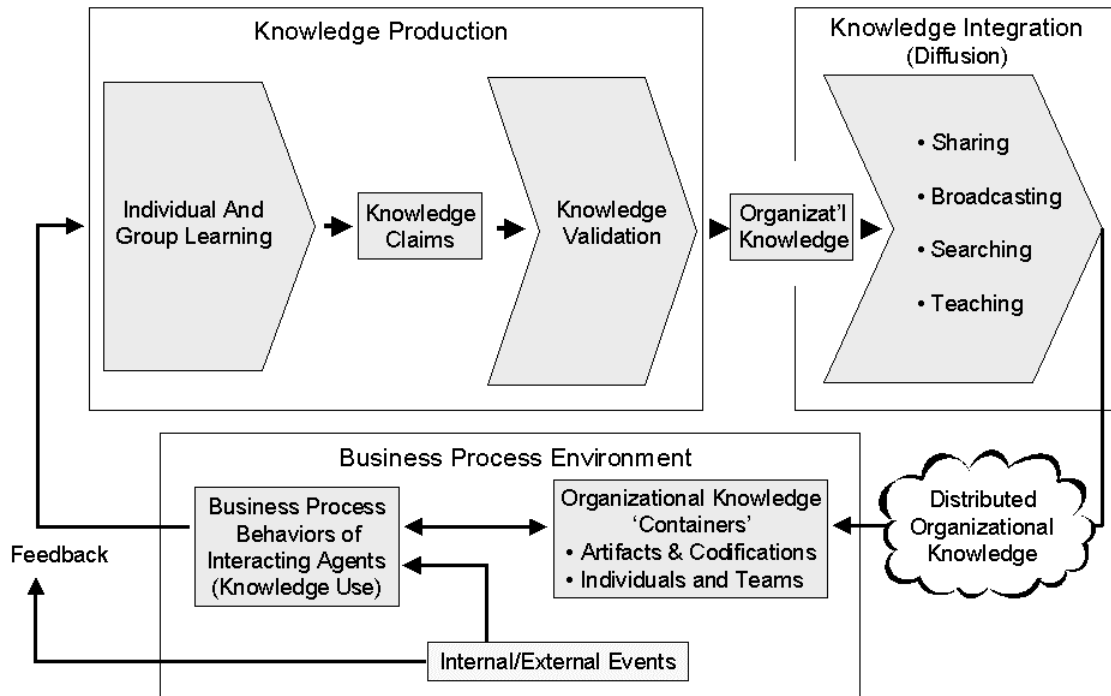 Knowledge Production
Individual And
Group Learning
Knowledge
Claims
Knowledge
Validation
Organizat'l
Knowledge
Knowledge Integration
(Diffusion)
• Sharing
• Broadcasting
• Searching
• Teaching
Business Process Environment
Business Process
Behaviors of
Interacting Agents
(Knowledge Use)
Organizational Knowledge
'Containers'
• Artifacts & Codifications
• Individuals and Teams
Distributed
Organizational
Knowledge
Feedback
Internal/External Events